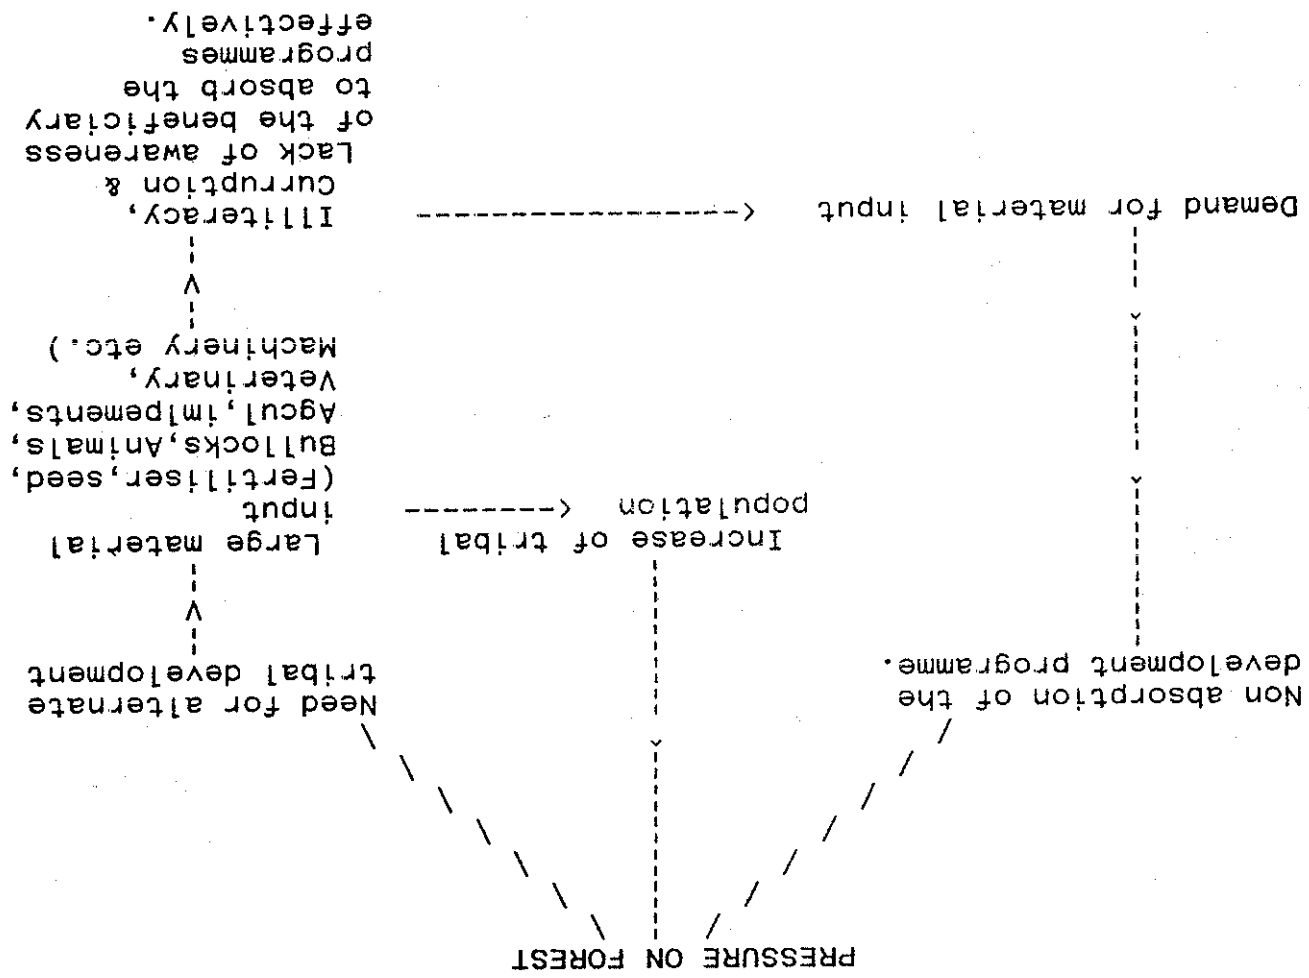 PRESSURE ON FOREST
Non absorption of the
development programme.
Need for alternate
tribal development
Increase of tribal
population
Large material
input
(Fertiliser,seed,
Bullocks,Animals,
Agcul,imlpements,
Veterinary,
Machinery etc.)
Demand for material input
Illiteracy,
Curruption &
Lack of awareness
of the beneficiary
to absorb the
programmes
effectively.